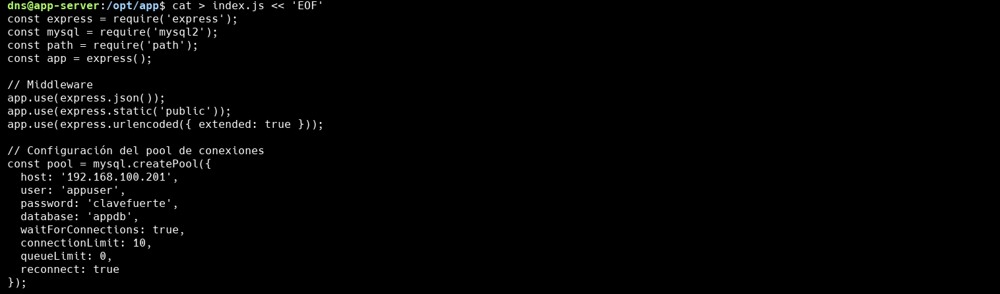 dns@app-server:/opt/app$ cat > index.js << 'EOF'
const express = require('express');
const mysql = require('mysql2');
const path = require('path');
const app = express();

// Middleware
app.use(express.json());
app.use(express.static('public'));
app.use(express.urlencoded({ extended: true }));

// Configuración del pool de conexiones
const pool = mysql.createPool({
  host: '192.168.100.201',
  user: 'appuser',
  password: 'clavefuerte',
  database: 'appdb',
  waitForConnections: true,
  connectionLimit: 10,
  queueLimit: 0,
  reconnect: true
});